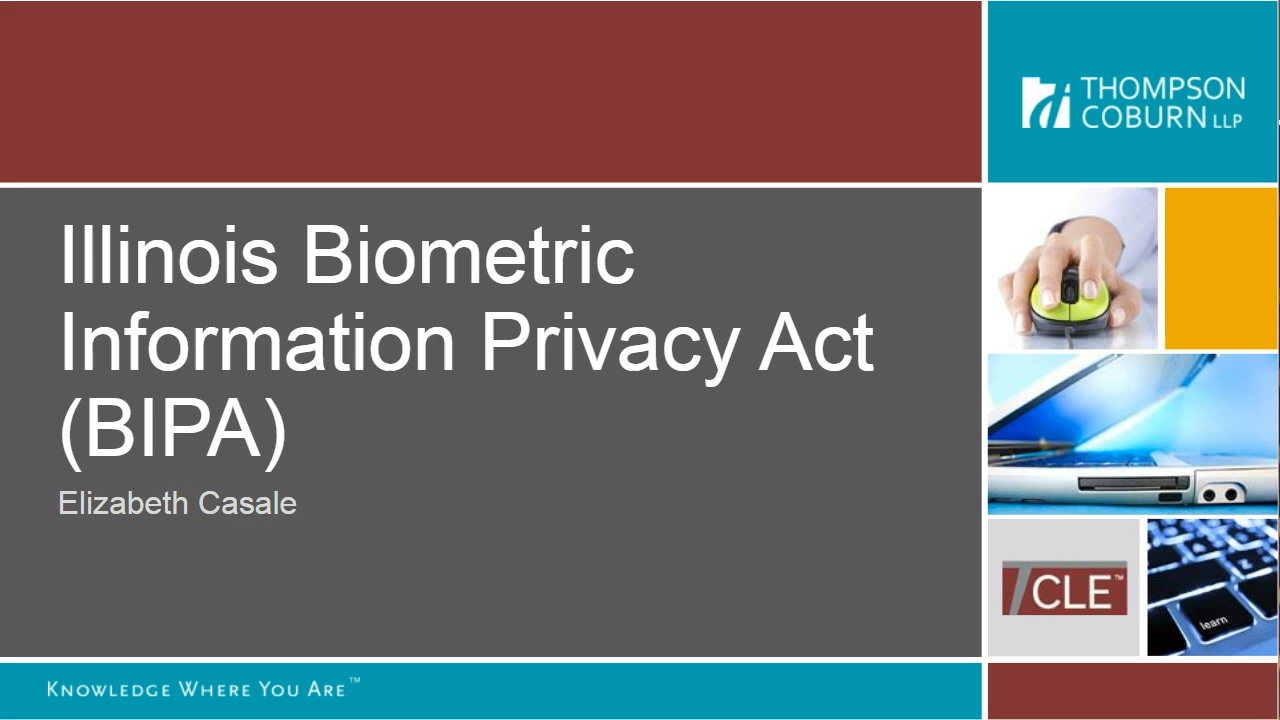 THOMPSON
COBURN LLP
Illinois Biometric
Information Privacy Act
(BIPA)
Elizabeth Casale
CLE™
learn
KNOWLEDGE WHERE YOU ARE™